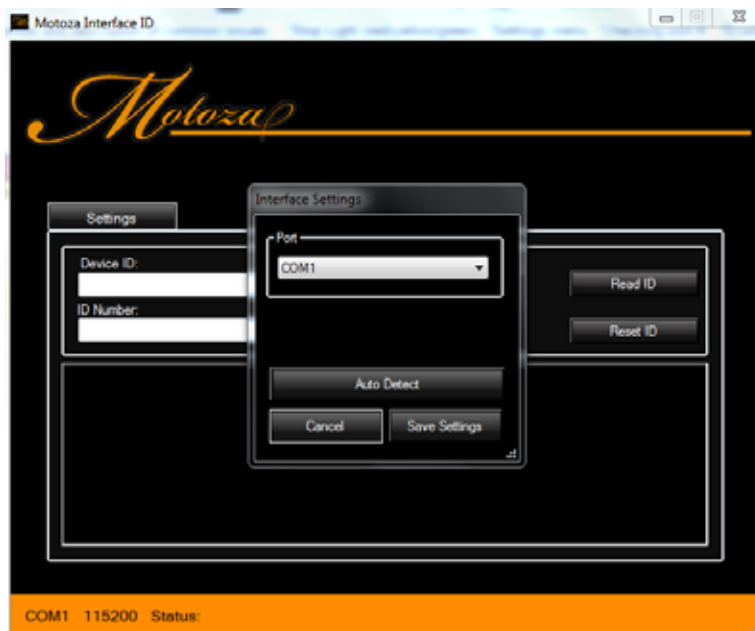 Motoza Interface ID
Motoza
Settings
Interface Settings
Port
COM1
Device ID:
ID Number:
Read ID
Reset ID
Auto Detect
Cancel
Save Settings
COM1 115200 Status: